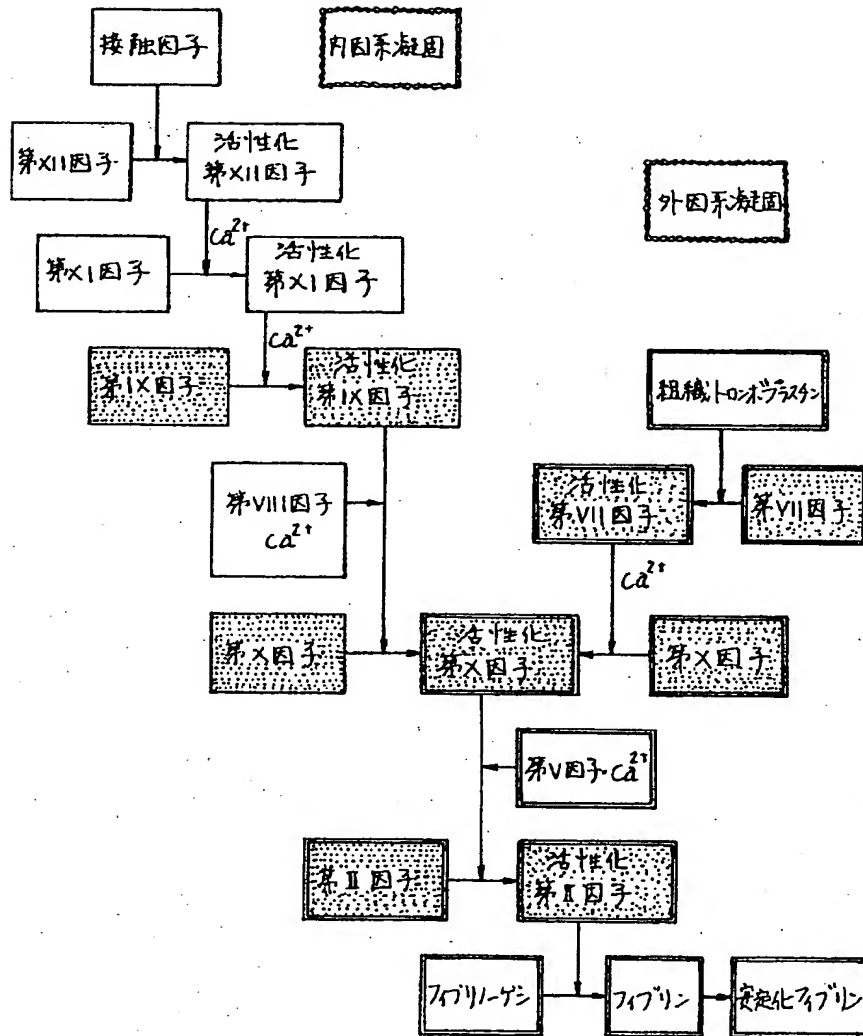 接触因子
内因系凝固
第XII因子
活性化
第XII因子
外因系凝固
Ca²⁺
第XI因子
活性化
第XI因子
Ca²⁺
第IX因子
活性化
第IX因子
組織トロンボプラスチン
第VIII因子
Ca²⁺
活性化
第VII因子
第VII因子
Ca²⁺
第X因子
活性化
第X因子
第X因子
第V因子・Ca²⁺
第II因子
活性化
第II因子
フィブリノーゲン
フィブリン
安定化フィブリン